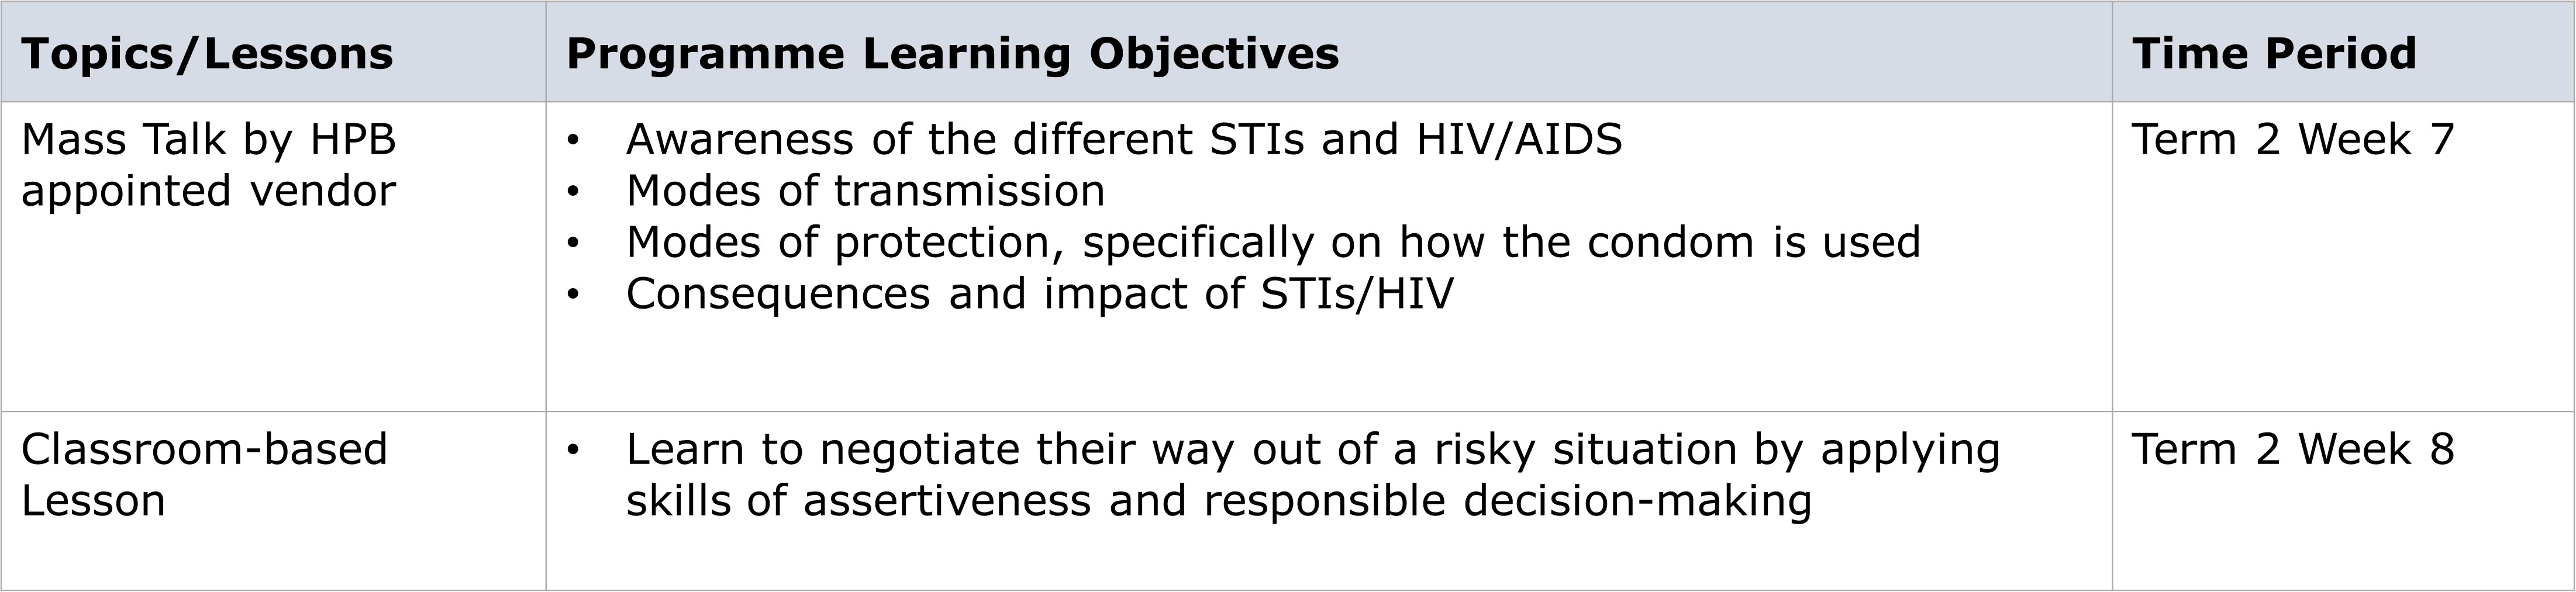 Topics/Lessons
Programme Learning Objectives
Time Period
Mass Talk by HPB
appointed vendor
• Awareness of the different STIs and HIV/AIDS
• Modes of transmission
• Modes of protection, specifically on how the condom is used
• Consequences and impact of STIs/HIV
Term 2 Week 7
Classroom-based
Lesson
• Learn to negotiate their way out of a risky situation by applying
skills of assertiveness and responsible decision-making
Term 2 Week 8